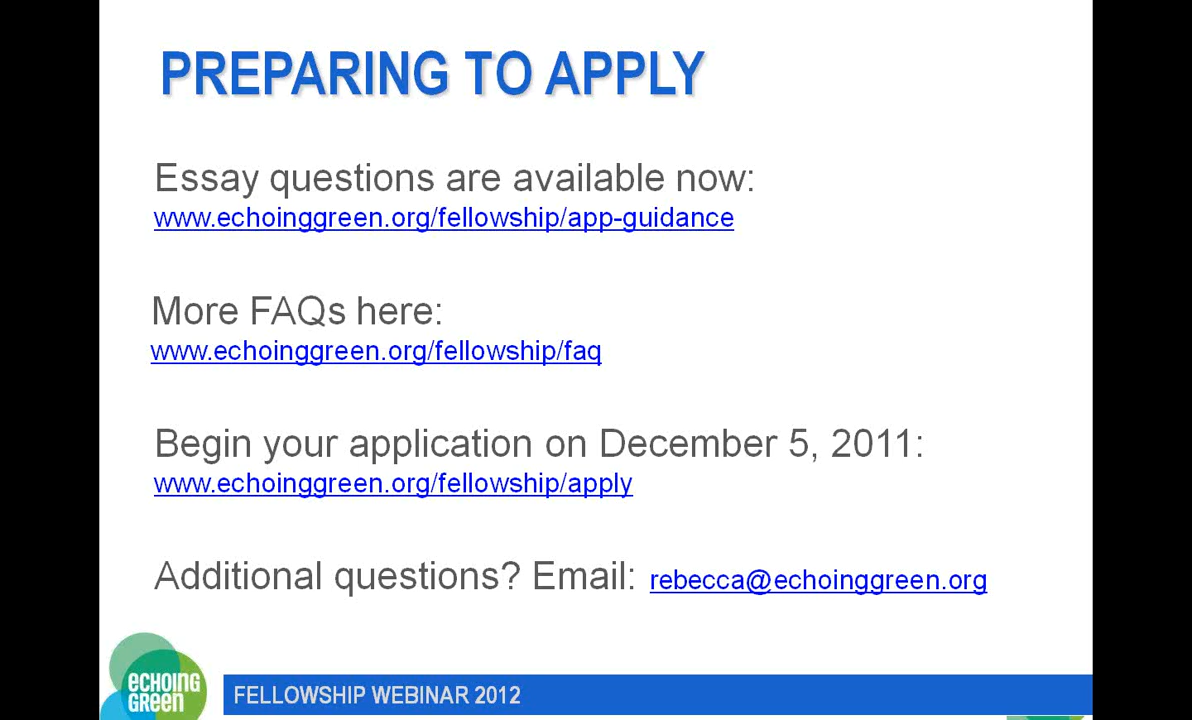 PREPARING TO APPLY
Essay questions are available now:
www.echoinggreen.org/fellowship/app-guidance
More FAQs here:
www.echoinggreen.org/fellowship/faq
Begin your application on December 5, 2011:
www.echoinggreen.org/fellowship/apply
Additional questions? Email: rebecca@echoinggreen.org
echoing
green
FELLOWSHIP WEBINAR 2012